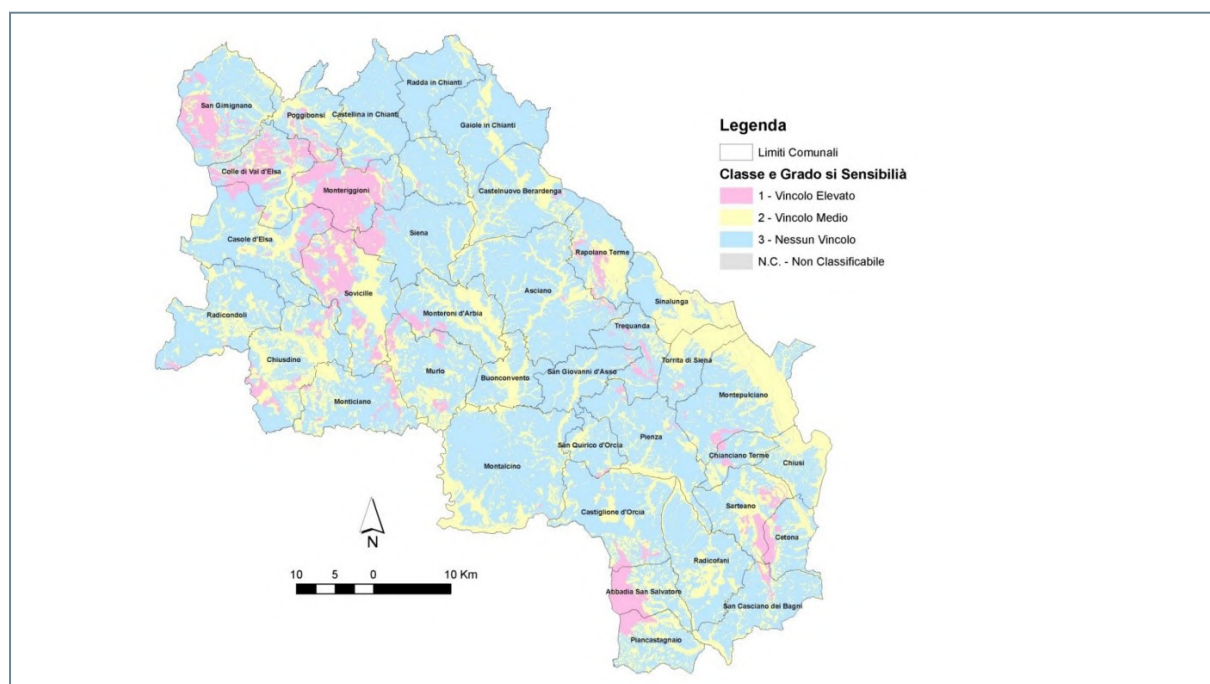 Radda in Chianti
San Gimignano
Poggibonsi
Castellina in Chianti
Gaiole in Chianti
Colle di Val d'Elsa
Monteriggioni
Castelnuovo Berardenga
Casole d'Elsa
Siena
Rapolano Terme
Sovicille
Asciano
Radicondoli
Monteroni d'Arbia
Sinalunga
Trequanda
Chiusdino
Torrita di Siena
Murlo
Buonconvento
San Giovanni d'Asso
Monticiano
Montepulciano
San Quirico d'Orcia
Pienza
Chianciano Terme
Chiusi
Montalcino
Sarteano
Castiglione d'Orcia
Cetona
Radicofani
Abbadia San Salvatore
San Casciano dei Bagni
Piancastagnaio
Legenda
Limiti Comunali
Classe e Grado si Sensibilià
1 - Vincolo Elevato
2 - Vincolo Medio
3 - Nessun Vincolo
N.C. - Non Classificabile
N
10 5 0 10 Km